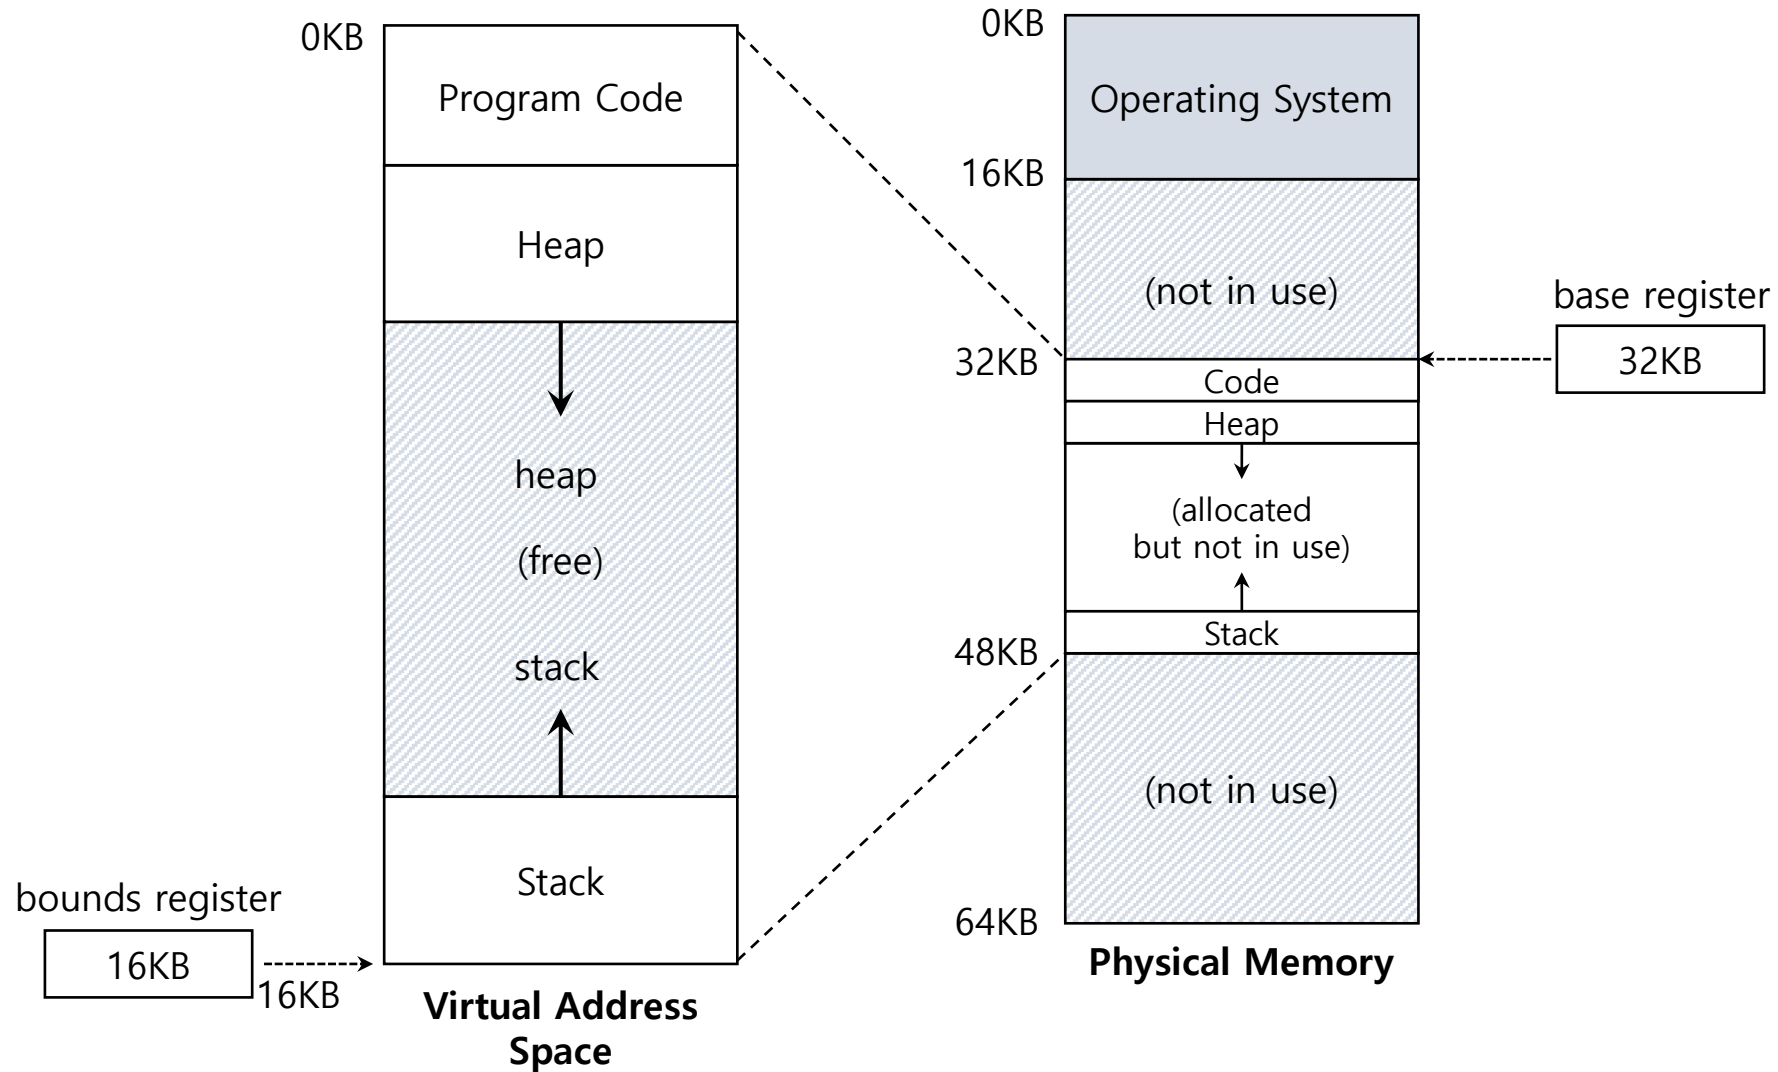 0KB
Program Code
Heap
heap
(free)
stack
Stack
bounds register
16KB
16KB
Virtual Address
Space
0KB
Operating System
16KB
(not in use)
32KB
Code
Heap
(allocated
but not in use)
Stack
48KB
(not in use)
64KB
Physical Memory
base register
32KB